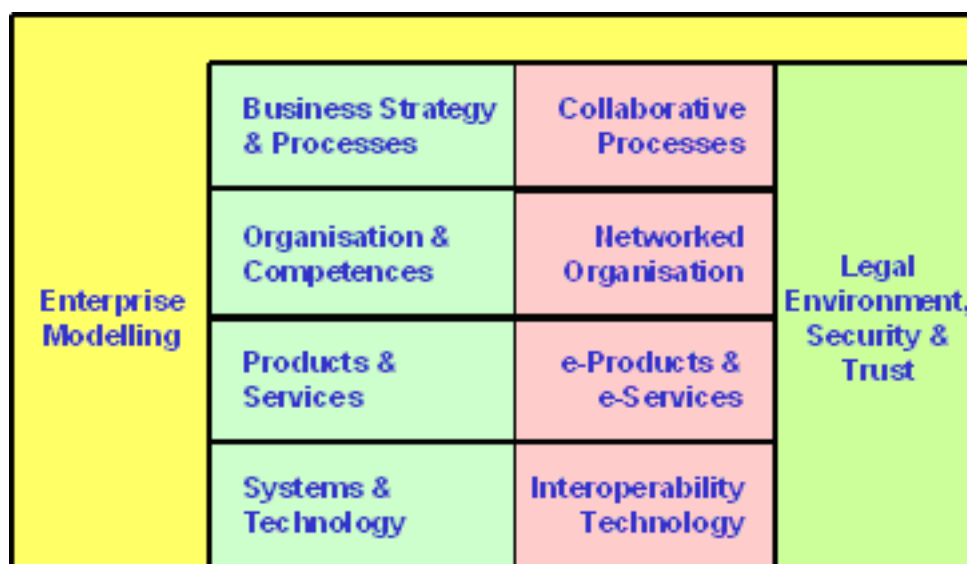 Enterprise
Modelling
Business Strategy
& Processes
Collaborative
Processes
Organisation &
Competences
Networked
Organisation
Products &
Services
e-Products &
e-Services
Systems &
Technology
Interoperability
Technology
Legal
Environment,
Security &
Trust